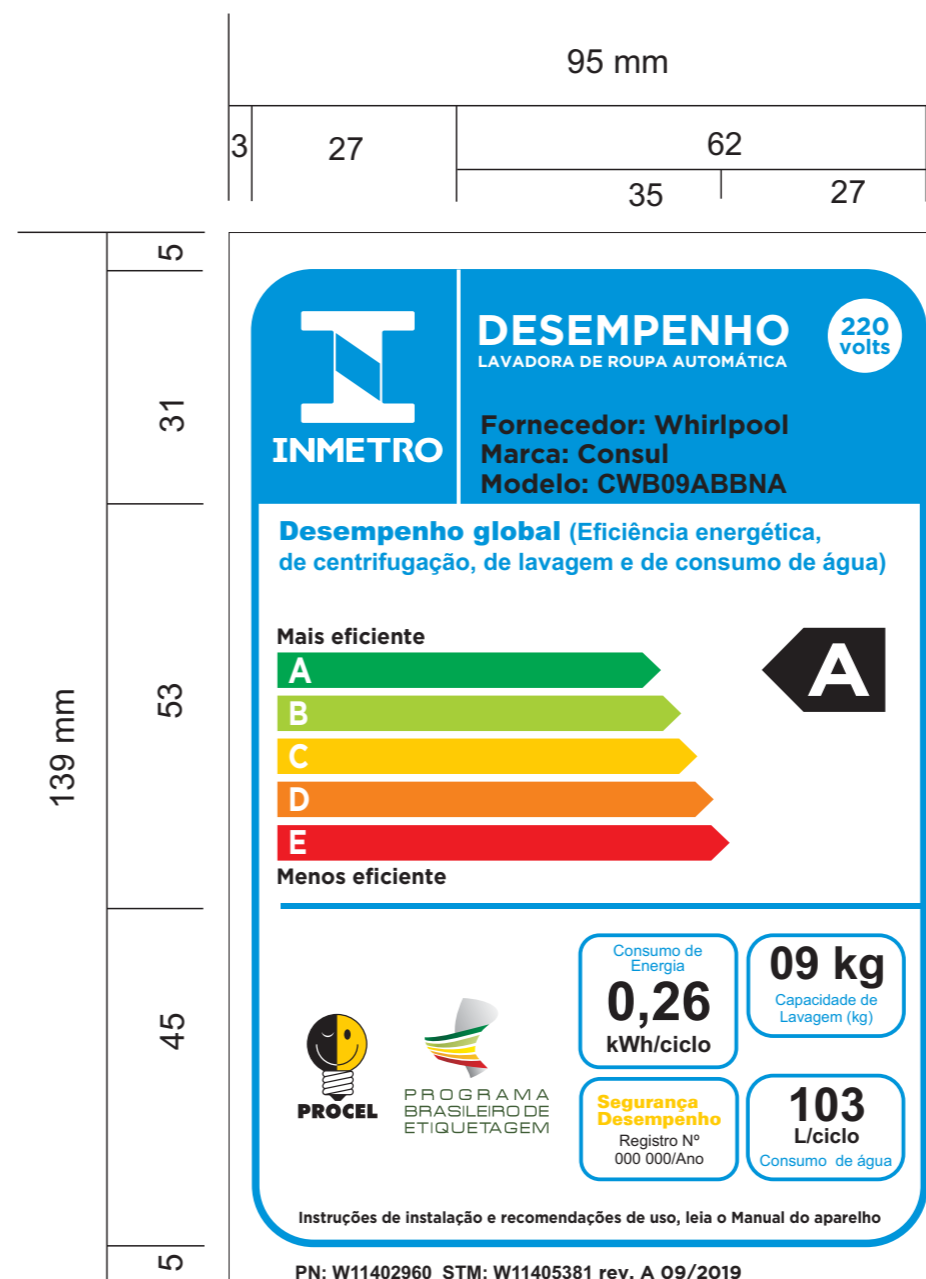 95 mm
3
27
62
35
27
5
31
53
139 mm
45
5
INMETRO
DESEMPENHO
LAVADORA DE ROUPA AUTOMÁTICA
220
volts
Fornecedor: Whirlpool
Marca: Consul
Modelo: CWB09ABBNA
Desempenho global (Eficiência energética,
de centrifugação, de lavagem e de consumo de água)
Mais eficiente
A
A
B
C
D
E
Menos eficiente
PROCEL
PROGRAMA
BRASILEIRO DE
ETIQUETAGEM
Consumo de
Energia
0,26
kWh/ciclo
09 kg
Capacidade de
Lavagem (kg)
Segurança
Desempenho
Registro Nº
000 000/Ano
103
L/ciclo
Consumo de água
Instruções de instalação e recomendações de uso, leia o Manual do aparelho
PN: W11402960 STM: W11405381 rev. A 09/2019